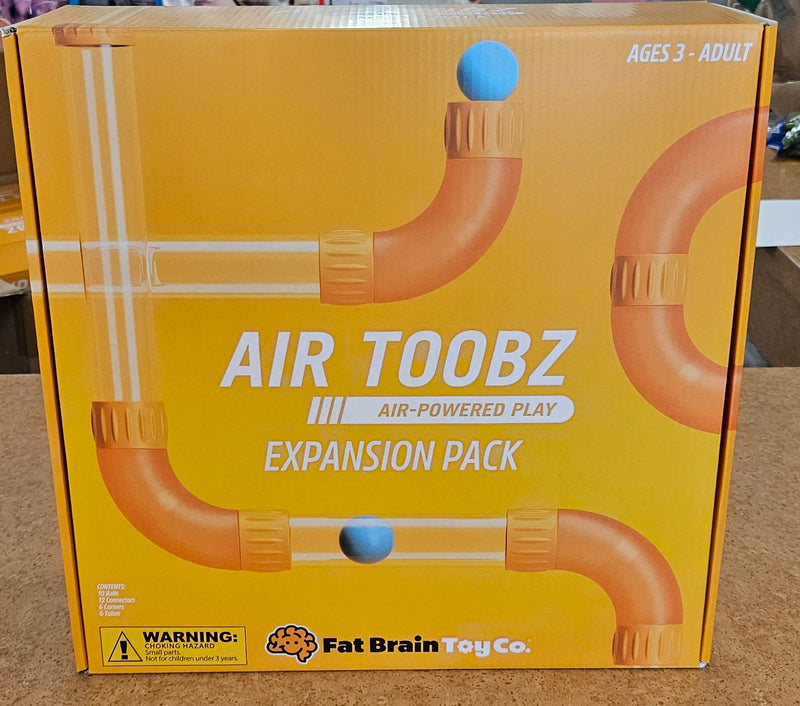 AGES 3 - ADULT
AIR TOOBZ
AIR-POWERED PLAY
EXPANSION PACK
CONTENTS:
10 Balls
12 Connectors
6 Corners
6 Tubes
WARNING:
CHOKING HAZARD
Small parts.
Not for children under 3 years.
Fat Brain Toy Co.